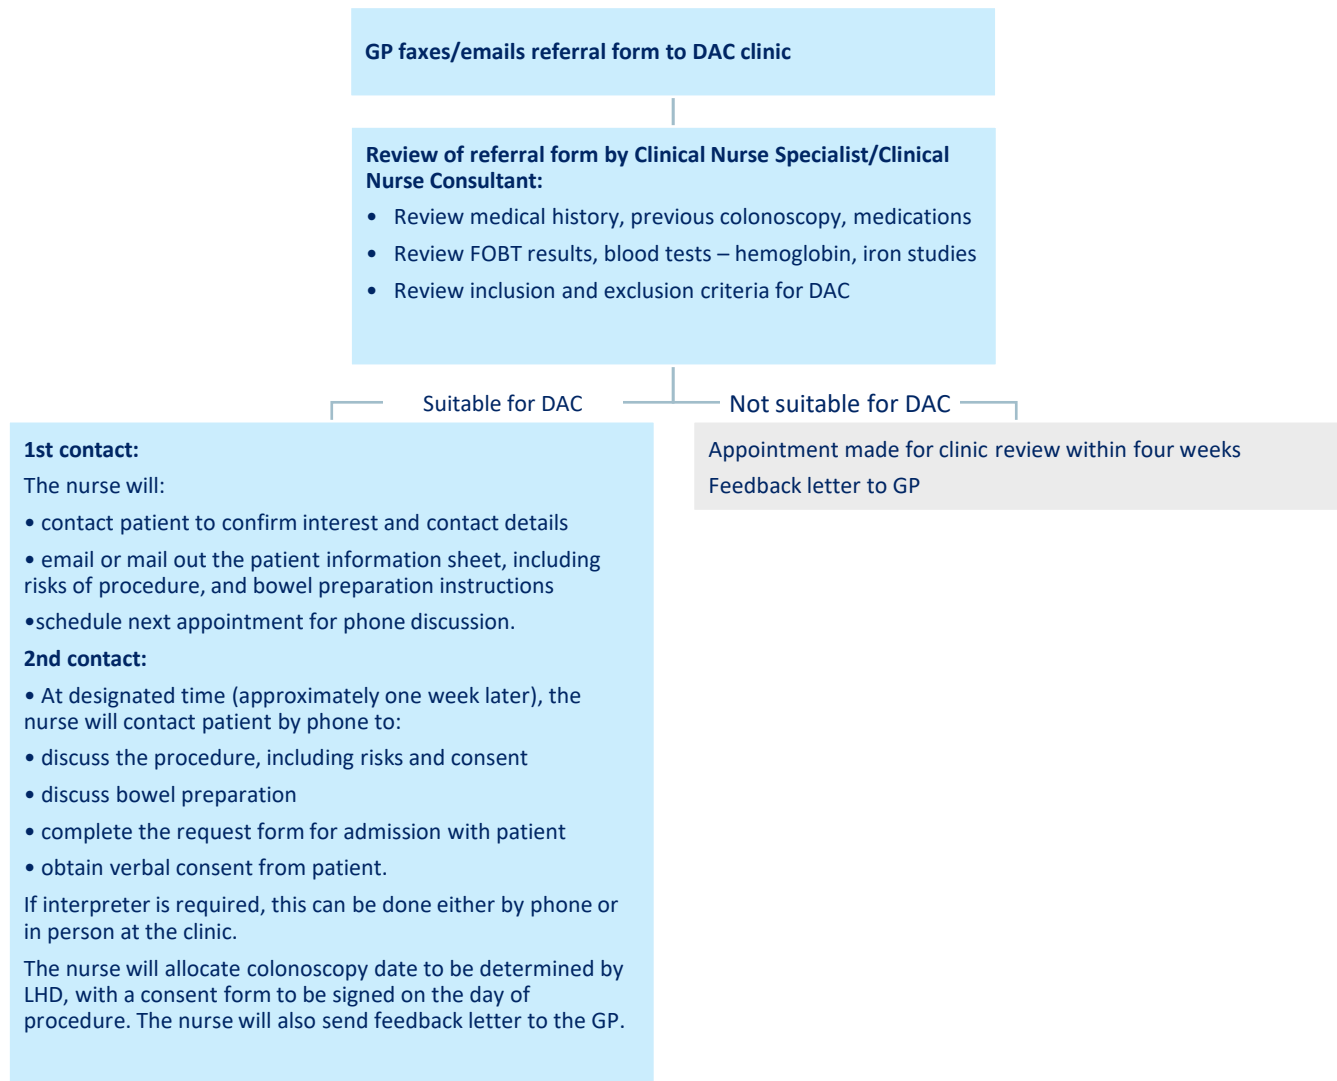 GP faxes/emails referral form to DAC clinic
Review of referral form by Clinical Nurse Specialist/Clinical
Nurse Consultant:
• Review medical history, previous colonoscopy, medications
• Review FOBT results, blood tests – hemoglobin, iron studies
• Review inclusion and exclusion criteria for DAC
Suitable for DAC
Not suitable for DAC
1st contact:
The nurse will:
• contact patient to confirm interest and contact details
• email or mail out the patient information sheet, including
risks of procedure, and bowel preparation instructions
•schedule next appointment for phone discussion.
2nd contact:
• At designated time (approximately one week later), the
nurse will contact patient by phone to:
• discuss the procedure, including risks and consent
• discuss bowel preparation
• complete the request form for admission with patient
• obtain verbal consent from patient.
If interpreter is required, this can be done either by phone or
in person at the clinic.
The nurse will allocate colonoscopy date to be determined by
LHD, with a consent form to be signed on the day of
procedure. The nurse will also send feedback letter to the GP.
Appointment made for clinic review within four weeks
Feedback letter to GP